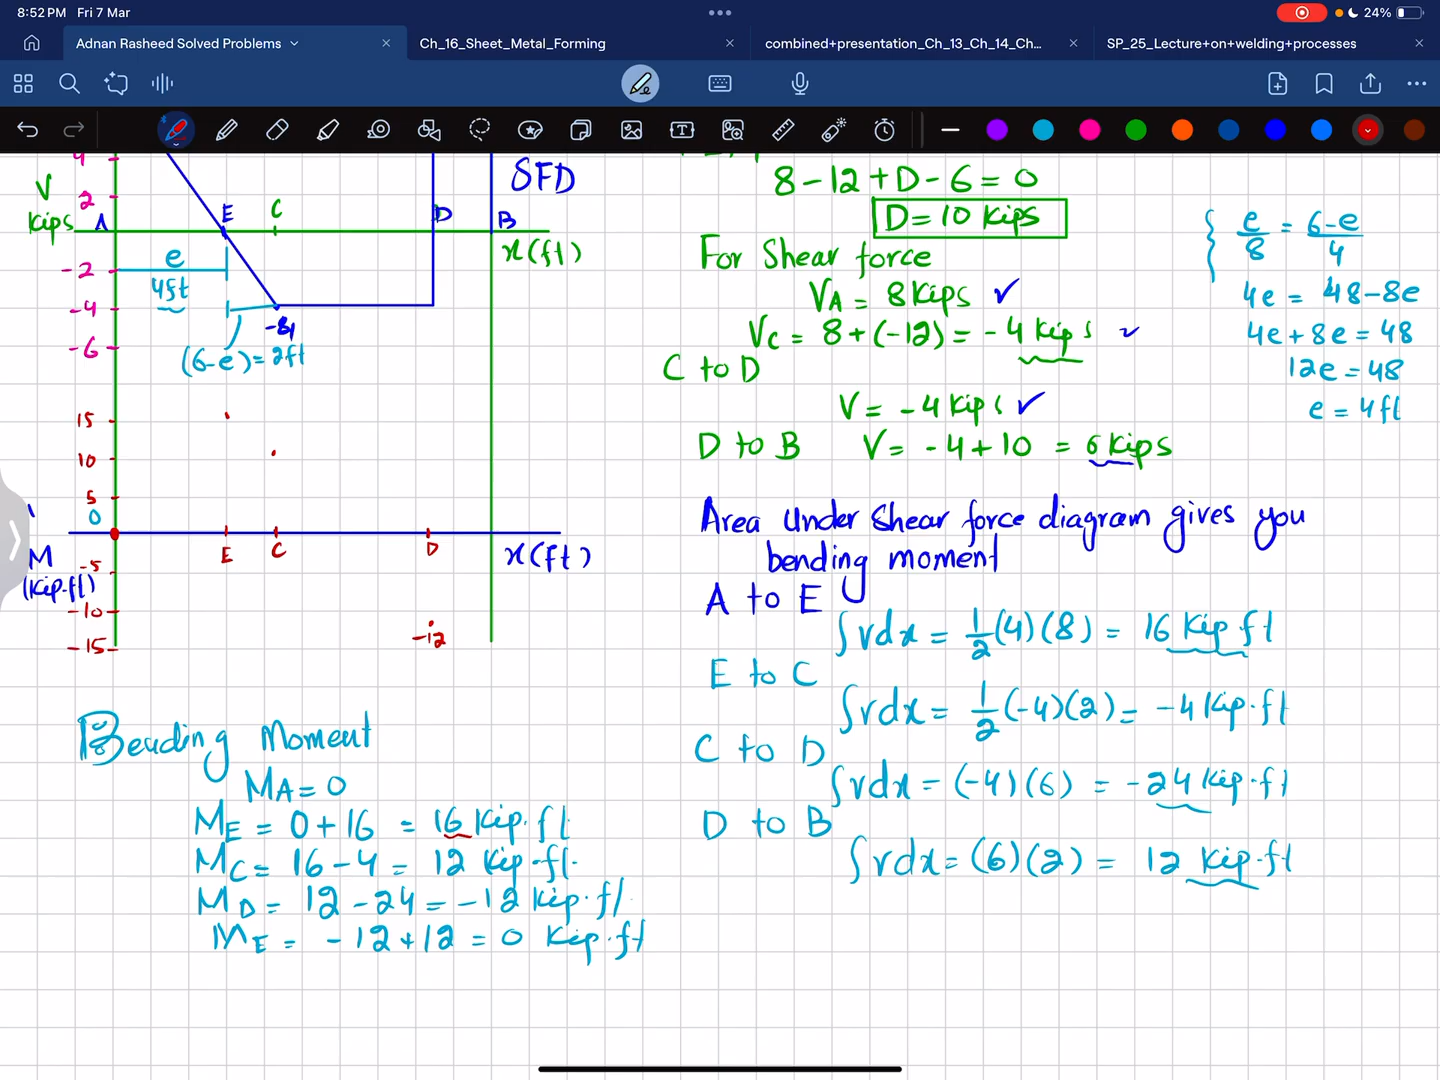 8:52 PM Fri 7 Mar
24%
Adnan Rasheed Solved Problems
Ch_16_Sheet_Metal_Forming
combined+presentation_Ch_13_Ch_14_Ch...
SP_25_Lecture+on+welding+processes
4
V
kips
2
-2
-4
-6
A
E
C
D
B
SFD
x(ft)
e
4ft
(6-e)=2ft
8-12+D-6=0
D=10 kips
For Shear force
VA = 8 kips ✓
VC = 8+(-12) = -4 kips ✓
C to D
V = -4 kips ✓
D to B V = -4+10 = 6 kips
e/8 = 6-e/4
4e = 48-8e
4e+8e=48
12e=48
e=4ft
15
10
5
0
-5
-10
-15
M
(kip.ft)
E
C
D
x(ft)
-12
Area Under Shear force diagram gives you
bending moment
A to E
∫vdx = 1/2(4)(8) = 16 kip ft
E to C
∫vdx = 1/2(-4)(2) = -4 kip.ft
C to D
∫vdx = (-4)(6) = -24 kip.ft
D to B
∫vdx = (6)(2) = 12 kip.ft
Bending Moment
MA=0
ME = 0+16 = 16 kip.ft
MC = 16-4 = 12 kip.ft.
MD = 12-24 = -12 kip.ft.
ME = -12+12 = 0 kip.ft